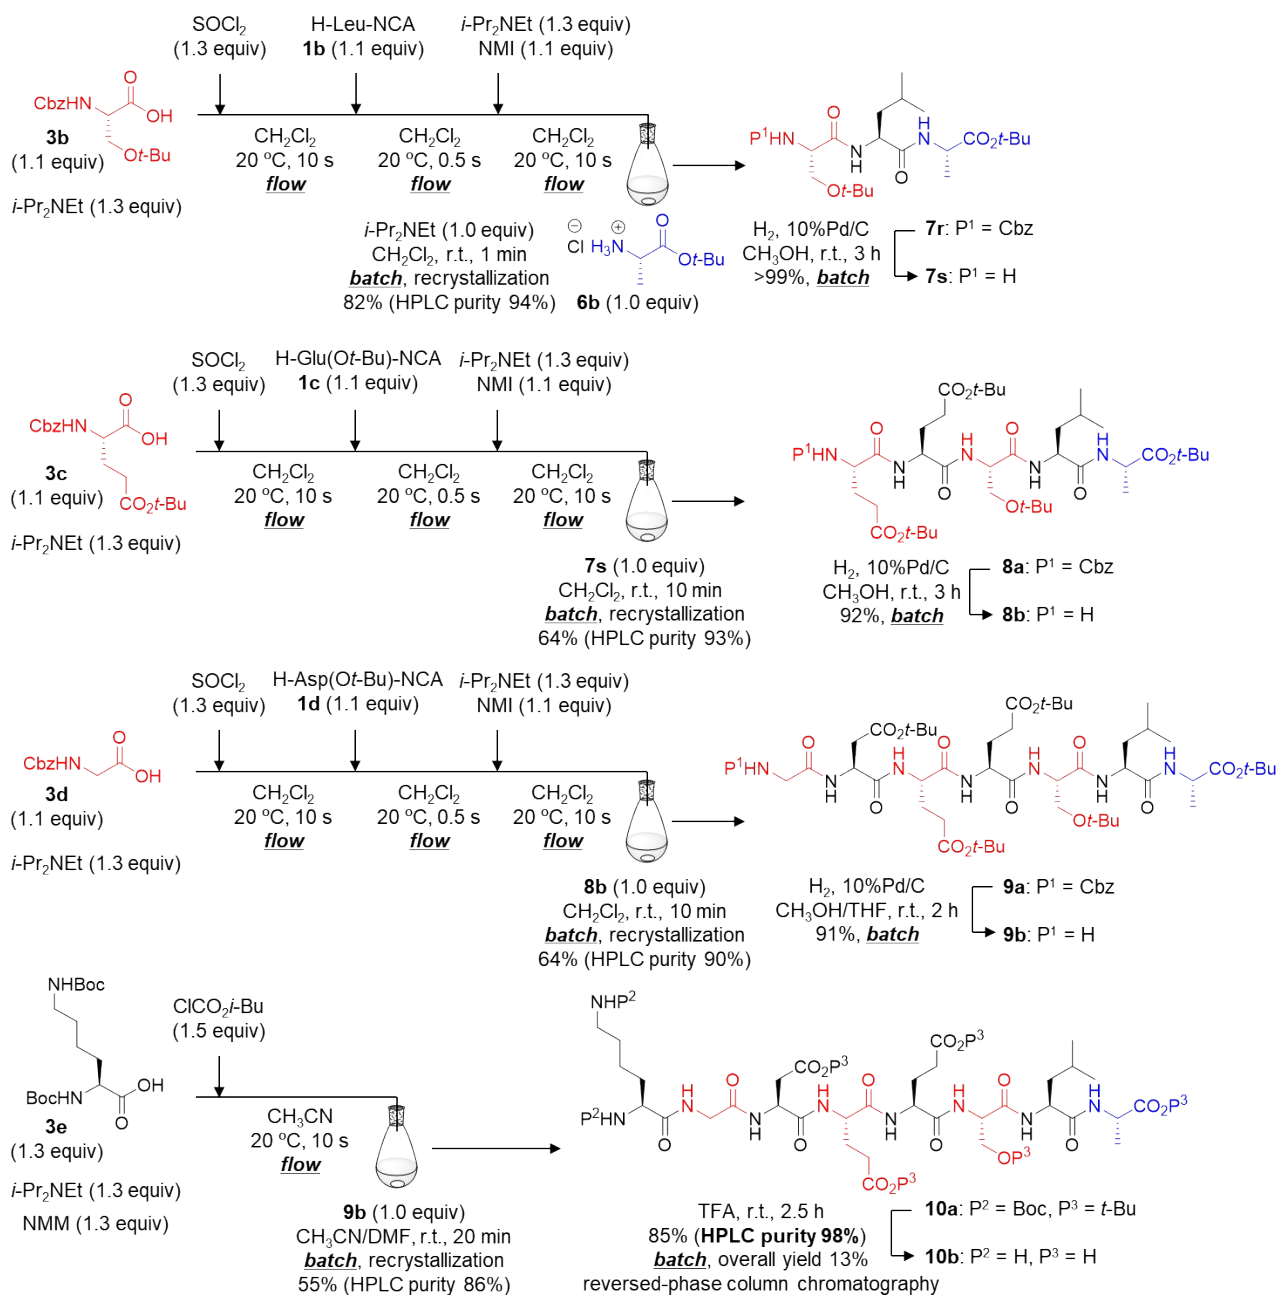 SOCl₂
(1.3 equiv)
H-Leu-NCA
1b (1.1 equiv)
i-Pr₂NEt (1.3 equiv)
NMI (1.1 equiv)
CbzHN
O
OH
3b
(1.1 equiv)
Ot-Bu
i-Pr₂NEt (1.3 equiv)
CH₂Cl₂
20 ºC, 10 s
flow
CH₂Cl₂
20 ºC, 0.5 s
flow
CH₂Cl₂
20 ºC, 10 s
flow
i-Pr₂NEt (1.0 equiv)
CH₂Cl₂, r.t., 1 min
batch, recrystallization
82% (HPLC purity 94%)
⊖
Cl
⊕
H₃N
O
Ot-Bu
6b (1.0 equiv)
P¹HN
O
N
H
O
H
N
CO₂t-Bu
Ot-Bu
H₂, 10%Pd/C
CH₃OH, r.t., 3 h
>99%, batch
7r: P¹ = Cbz
7s: P¹ = H
SOCl₂
(1.3 equiv)
H-Glu(Ot-Bu)-NCA
1c (1.1 equiv)
i-Pr₂NEt (1.3 equiv)
NMI (1.1 equiv)
CbzHN
O
OH
3c
(1.1 equiv)
CO₂t-Bu
i-Pr₂NEt (1.3 equiv)
CH₂Cl₂
20 ºC, 10 s
flow
CH₂Cl₂
20 ºC, 0.5 s
flow
CH₂Cl₂
20 ºC, 10 s
flow
7s (1.0 equiv)
CH₂Cl₂, r.t., 10 min
batch, recrystallization
64% (HPLC purity 93%)
P¹HN
O
N
H
CO₂t-Bu
O
H
N
O
N
H
O
H
N
CO₂t-Bu
Ot-Bu
CO₂t-Bu
H₂, 10%Pd/C
CH₃OH, r.t., 3 h
92%, batch
8a: P¹ = Cbz
8b: P¹ = H
SOCl₂
(1.3 equiv)
H-Asp(Ot-Bu)-NCA
1d (1.1 equiv)
i-Pr₂NEt (1.3 equiv)
NMI (1.1 equiv)
CbzHN
O
OH
3d
(1.1 equiv)
i-Pr₂NEt (1.3 equiv)
CH₂Cl₂
20 ºC, 10 s
flow
CH₂Cl₂
20 ºC, 0.5 s
flow
CH₂Cl₂
20 ºC, 10 s
flow
8b (1.0 equiv)
CH₂Cl₂, r.t., 10 min
batch, recrystallization
64% (HPLC purity 90%)
P¹HN
O
N
H
CO₂t-Bu
O
H
N
O
CO₂t-Bu
N
H
CO₂t-Bu
O
H
N
O
Ot-Bu
N
H
O
H
N
CO₂t-Bu
H₂, 10%Pd/C
CH₃OH/THF, r.t., 2 h
91%, batch
9a: P¹ = Cbz
9b: P¹ = H
NHBoc
BocHN
OH
O
3e
(1.3 equiv)
i-Pr₂NEt (1.3 equiv)
NMM (1.3 equiv)
ClCO₂i-Bu
(1.5 equiv)
CH₃CN
20 ºC, 10 s
flow
9b (1.0 equiv)
CH₃CN/DMF, r.t., 20 min
batch, recrystallization
55% (HPLC purity 86%)
NHP²
P²HN
O
H
N
O
N
H
CO₂P³
O
H
N
O
CO₂P³
N
H
CO₂P³
O
H
N
O
OP³
N
H
O
H
N
CO₂P³
TFA, r.t., 2.5 h
85% (HPLC purity 98%)
batch, overall yield 13%
reversed-phase column chromatography
10a: P² = Boc, P³ = t-Bu
10b: P² = H, P³ = H